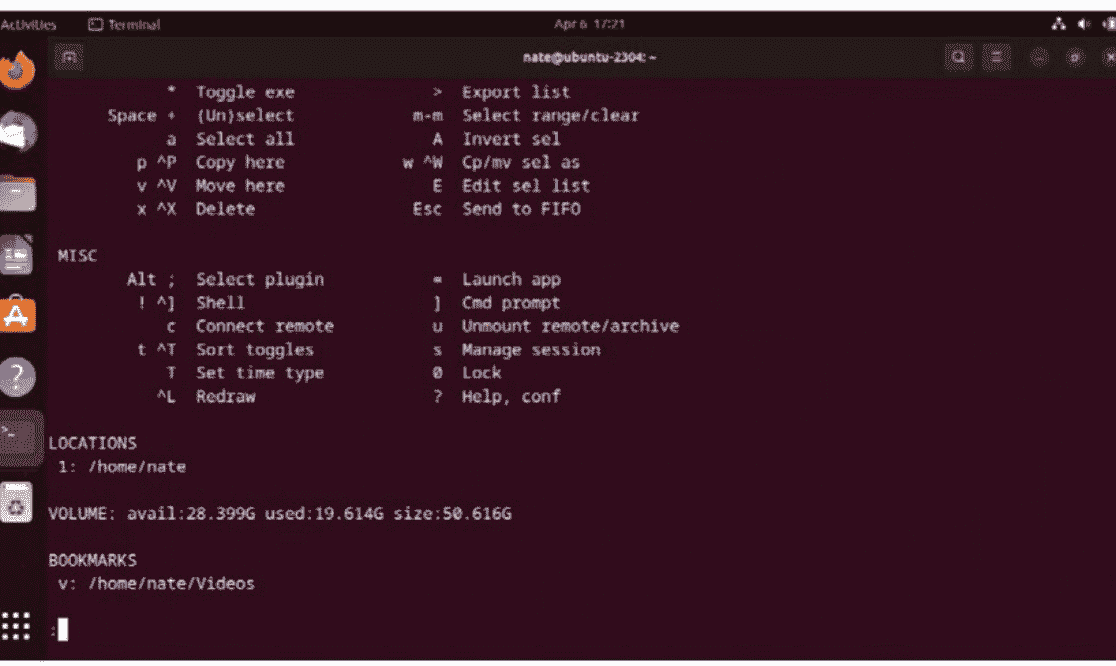 Activities Terminal Apr 6 17:21
nate@ubuntu-2304: ~
* Toggle exe > Export list
Space + (Un)select m-m Select range/clear
a Select all A Invert sel
p ^P Copy here w ^W Cp/mv sel as
v ^V Move here E Edit sel list
x ^X Delete Esc Send to FIFO
MISC
Alt ; Select plugin = Launch app
! ^] Shell ] Cmd prompt
c Connect remote u Unmount remote/archive
t ^T Sort toggles s Manage session
T Set time type 0 Lock
^L Redraw ? Help, conf
LOCATIONS
1: /home/nate
VOLUME: avail:28.399G used:19.614G size:50.616G
BOOKMARKS
v: /home/nate/Videos
: